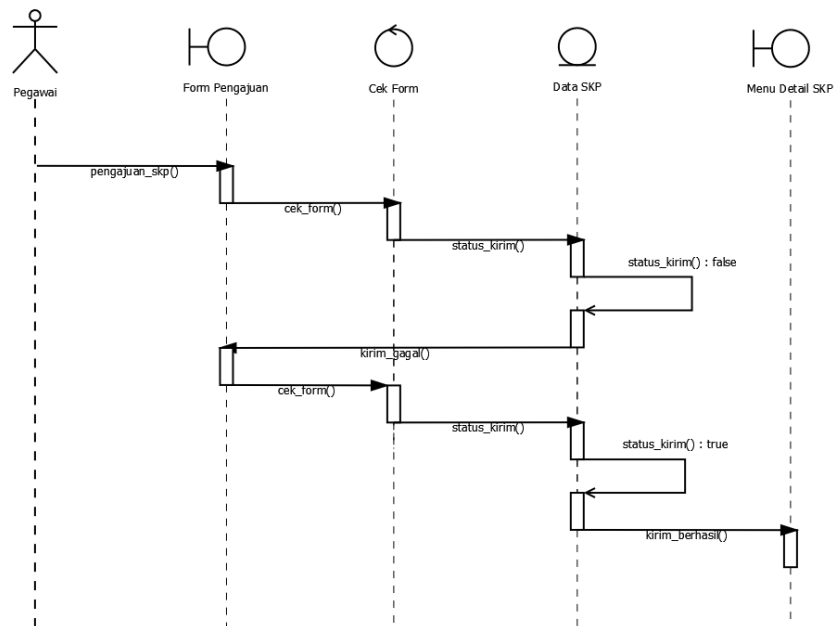 Pegawai
Form Pengajuan
Cek Form
Data SKP
Menu Detail SKP
pengajuan_skp()
cek_form()
status_kirim()
status_kirim() : false
kirim_gagal()
cek_form()
status_kirim()
status_kirim() : true
kirim_berhasil()